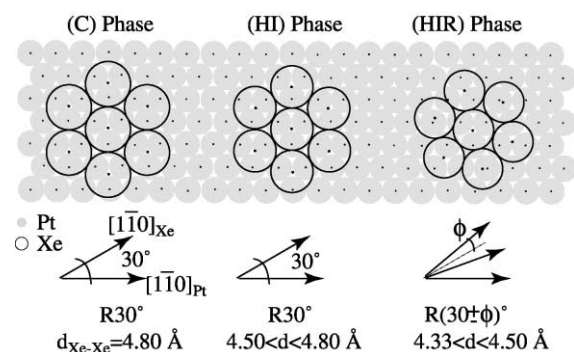 (C) Phase (HI) Phase (HIR) Phase
Pt
Xe
[11̄0]Xe
30°
[11̄0]Pt
30°
ϕ
R30° R30° R(30±ϕ)°
dXe-Xe=4.80 Å 4.50<d<4.80 Å 4.33<d<4.50 Å